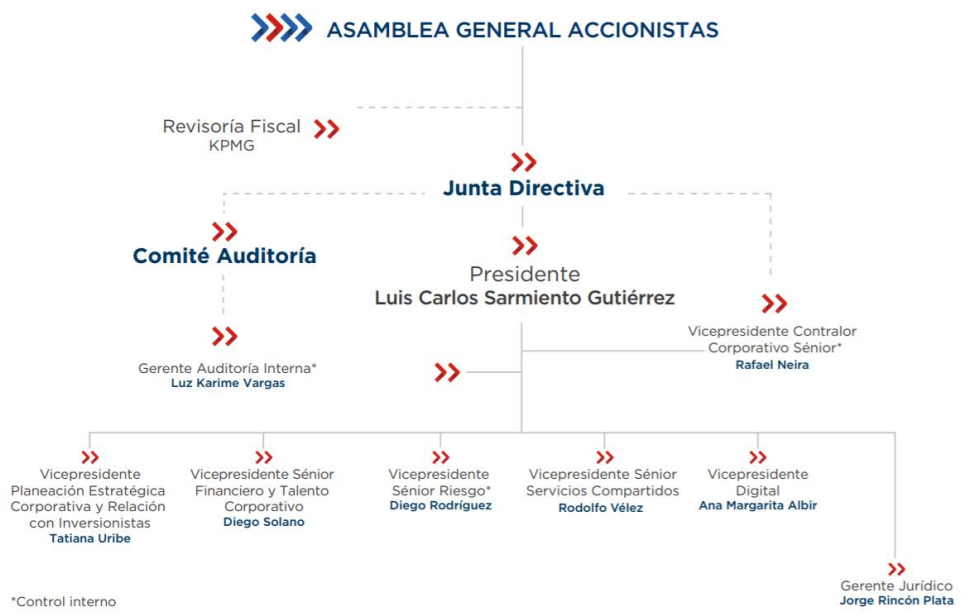 ASAMBLEA GENERAL ACCIONISTAS
Revisoría Fiscal
KPMG
Junta Directiva
Comité Auditoría
Presidente
Luis Carlos Sarmiento Gutiérrez
Vicepresidente Contralor
Corporativo Sénior*
Rafael Neira
Gerente Auditoría Interna*
Luz Karime Vargas
Vicepresidente
Planeación Estratégica
Corporativa y Relación
con Inversionistas
Tatiana Uribe
Vicepresidente Sénior
Financiero y Talento
Corporativo
Diego Solano
Vicepresidente
Sénior Riesgo*
Diego Rodríguez
Vicepresidente Sénior
Servicios Compartidos
Rodolfo Vélez
Vicepresidente
Digital
Ana Margarita Albir
Gerente Jurídico
Jorge Rincón Plata
*Control interno